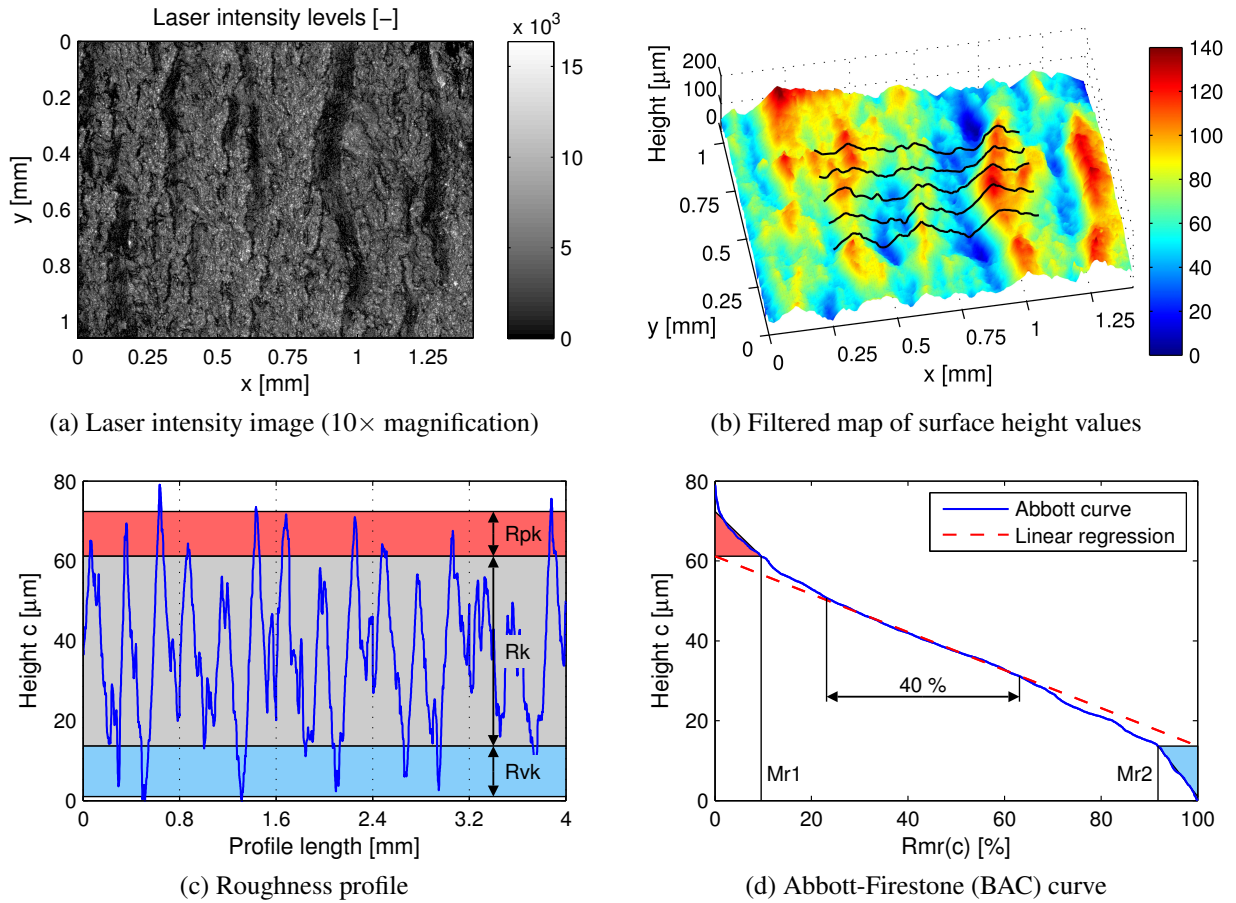 Laser intensity levels [−]
x 10³
0
0.2
0.4
0.6
0.8
1
y [mm]
0 0.25 0.5 0.75 1 1.25
x [mm]
15
10
5
0
(a) Laser intensity image (10× magnification)
Height [μm]
200
100
0
1
0.75
0.5
0.25
0
y [mm]
0 0.25 0.5 0.75 1 1.25
x [mm]
140
120
100
80
60
40
20
0
(b) Filtered map of surface height values
80
60
40
20
0
Height c [μm]
Rpk
Rk
Rvk
0 0.8 1.6 2.4 3.2 4
Profile length [mm]
(c) Roughness profile
80
60
40
20
0
Height c [μm]
Abbott curve
Linear regression
40 %
Mr1
Mr2
0 20 40 60 80 100
Rmr(c) [%]
(d) Abbott-Firestone (BAC) curve